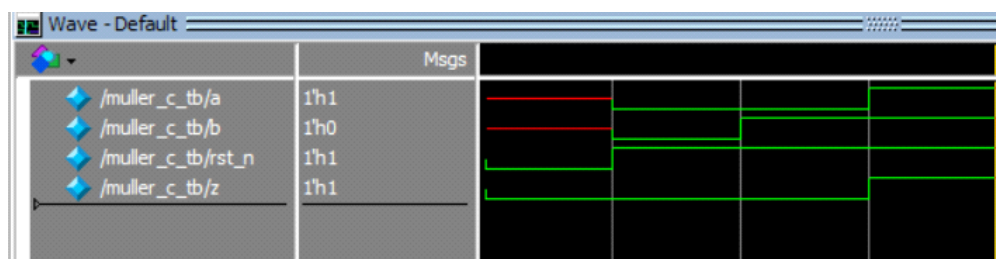 Wave - Default
Msgs
/muller_c_tb/a 1'h1
/muller_c_tb/b 1'h0
/muller_c_tb/rst_n 1'h1
/muller_c_tb/z 1'h1